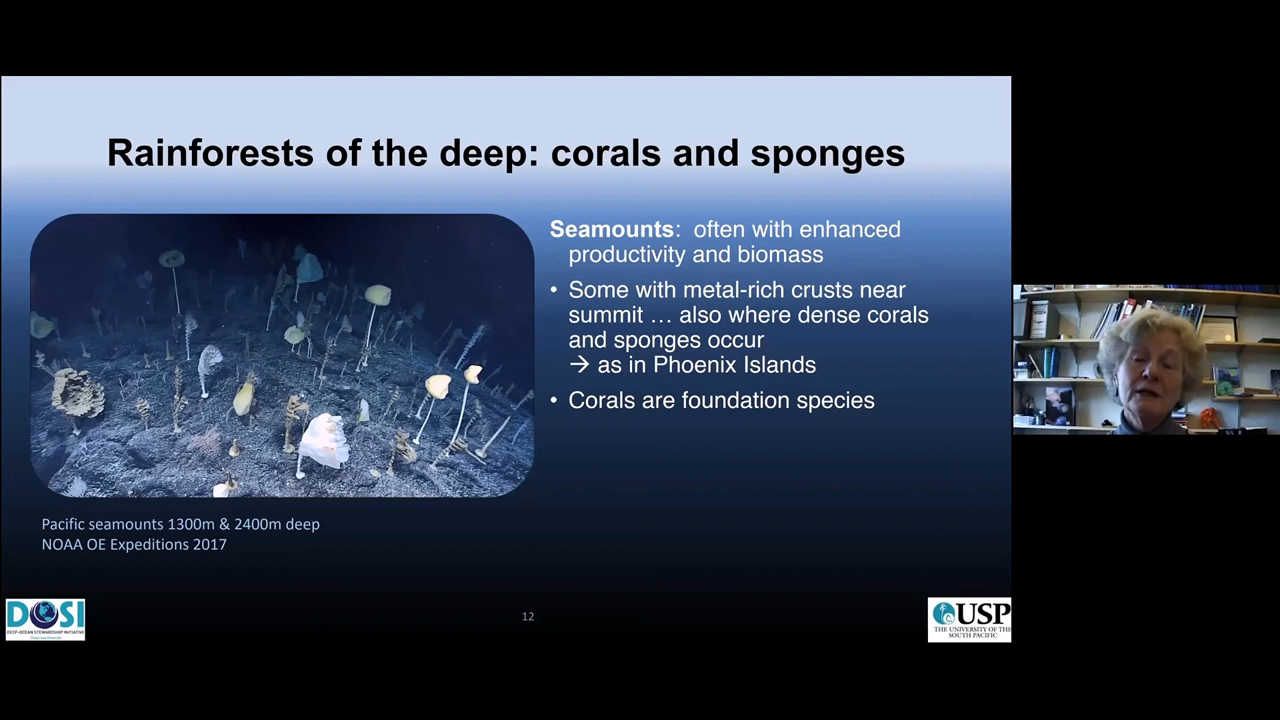 Rainforests of the deep: corals and sponges
Seamounts: often with enhanced
productivity and biomass
• Some with metal-rich crusts near
summit … also where dense corals
and sponges occur
→ as in Phoenix Islands
• Corals are foundation species
Pacific seamounts 1300m & 2400m deep
NOAA OE Expeditions 2017
DOSI
DEEP-OCEAN STEWARDSHIP INITIATIVE
12
USP
THE UNIVERSITY OF THE
SOUTH PACIFIC